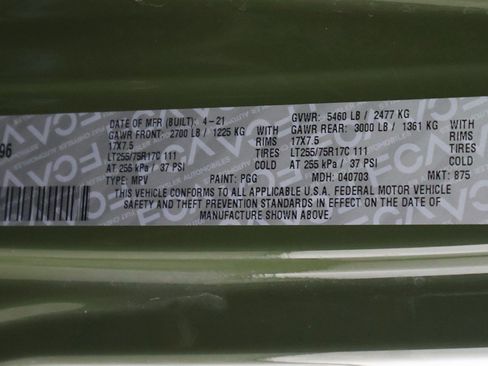 96
DATE OF MFR (BUILT): 4-21 GVWR: 5460 LB / 2477 KG
GAWR FRONT: 2700 LB / 1225 KG WITH GAWR REAR: 3000 LB / 1361 KG WITH
17X7.5 RIMS 17X7.5 RIMS
LT255/75R17C 111 TIRES LT255/75R17C 111 TIRES
AT 255 kPa / 37 PSI COLD AT 255 kPa / 37 PSI COLD
TYPE: MPV PAINT: PGG MDH: 040703 MKT: 875
THIS VEHICLE CONFORMS TO ALL APPLICABLE U.S.A. FEDERAL MOTOR VEHICLE
SAFETY AND THEFT PREVENTION STANDARDS IN EFFECT ON THE DATE OF
MANUFACTURE SHOWN ABOVE.